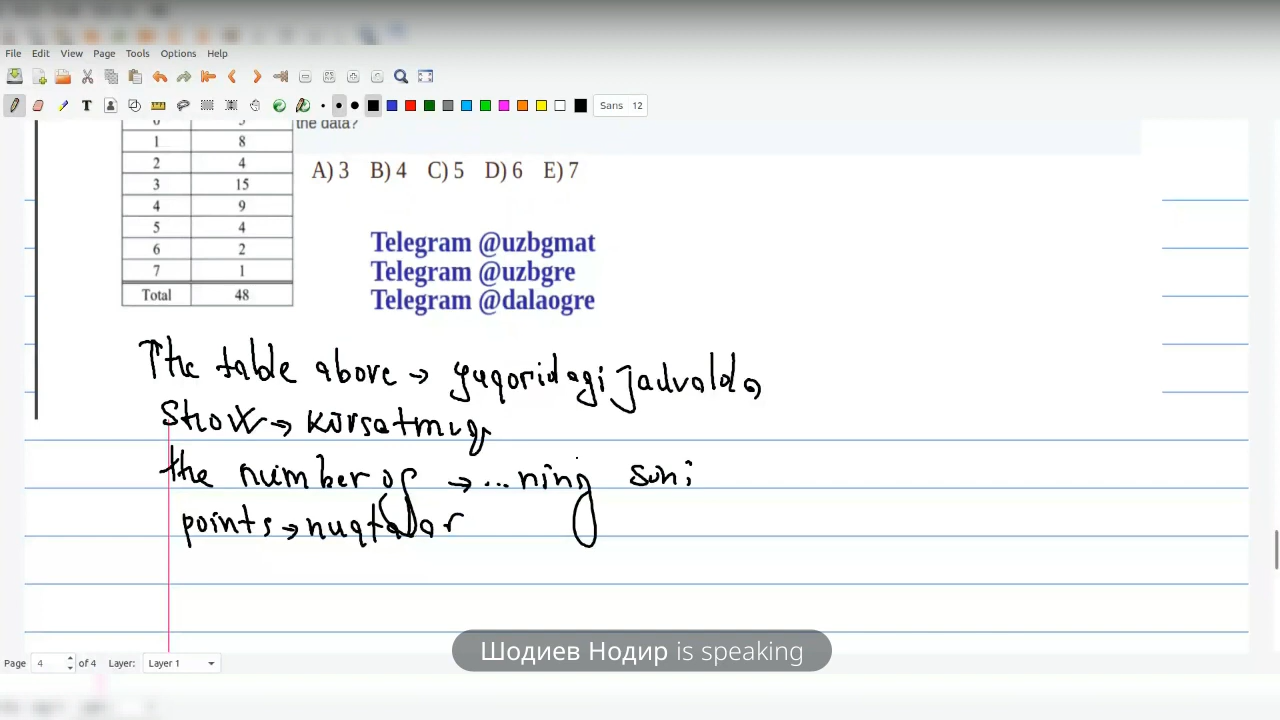 File Edit View Page Tools Options Help
Sans 12
the data?
1 8
2 4
3 15
4 9
5 4
6 2
7 1
Total 48
A) 3 B) 4 C) 5 D) 6 E) 7
Telegram @uzbgmat
Telegram @uzbgre
Telegram @dalaogre
The table above → yuqoridagi jadvalda
Show → kursatmuq
the number of → ... ning soni
points → nuqtalar
Шодиев Нодир is speaking
Page 4 of 4 Layer: Layer 1